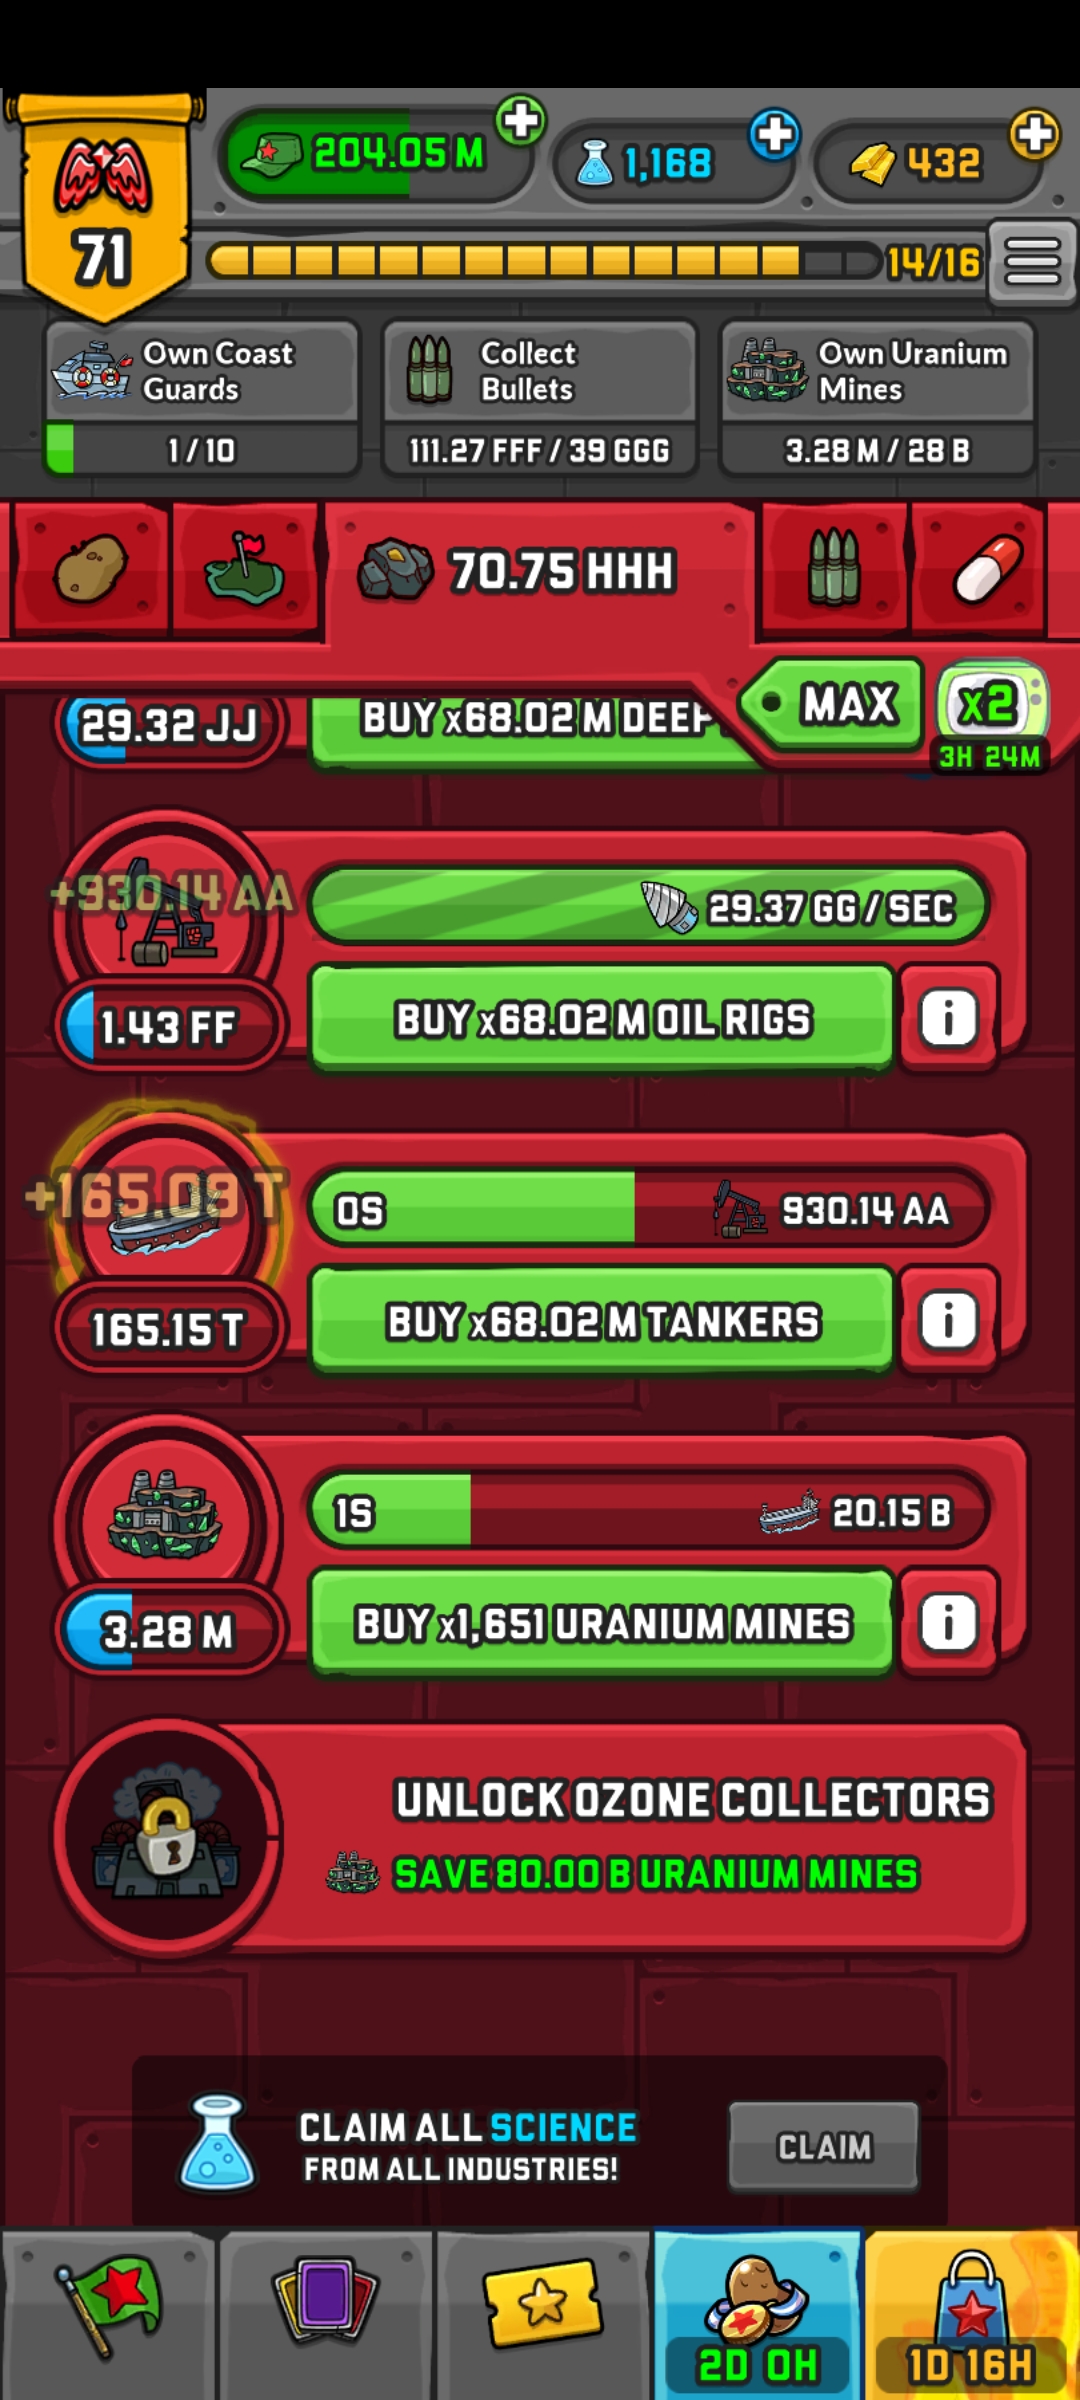 204.05 M
1,168
432
71
14/16
Own Coast
Guards
1 / 10
Collect
Bullets
111.27 FFF / 39 GGG
Own Uranium
Mines
3.28 M / 28 B
70.75 HHH
MAX
x2
3H 24M
29.32 JJ
BUY x68.02 M DEEP
+930.14 AA
29.37 GG / SEC
1.43 FF
BUY x68.02 M OIL RIGS
i
+165.09 T
0S
930.14 AA
165.15 T
BUY x68.02 M TANKERS
i
1S
20.15 B
3.28 M
BUY x1,651 URANIUM MINES
i
UNLOCK OZONE COLLECTORS
SAVE 80.00 B URANIUM MINES
CLAIM ALL SCIENCE
FROM ALL INDUSTRIES!
CLAIM
2D 0H
1D 16H